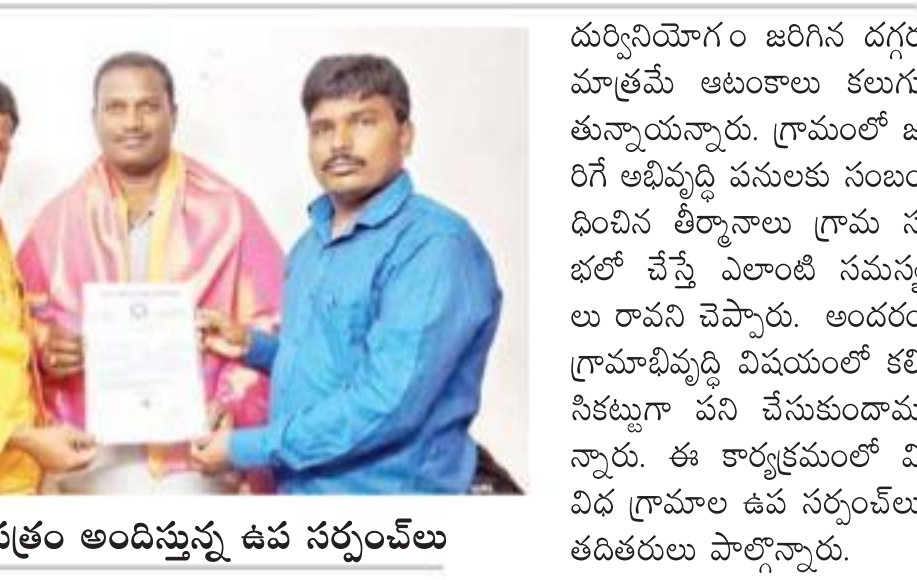 దుర్వినియోగం జరిగిన దగ్గర
మాత్రమే ఆటంకాలు కలుగు
తున్నాయన్నారు. గ్రామంలో జ
రిగే అభివృద్ధి పనులకు సంబం
ధించిన తీర్మానాలు గ్రామ స
భలో చేస్తే ఎలాంటి సమస్య
లు రావని చెప్పారు. అందరం
గ్రామాభివృద్ధి విషయంలో కలి
సికట్టుగా పని చేసుకుందామ
న్నారు. ఈ కార్యక్రమంలో వి
విధ గ్రామాల ఉప సర్పంచ్‌లు
తదితరులు పాల్గొన్నారు.
అందిస్తున్న ఉప సర్పంచ్‌లు